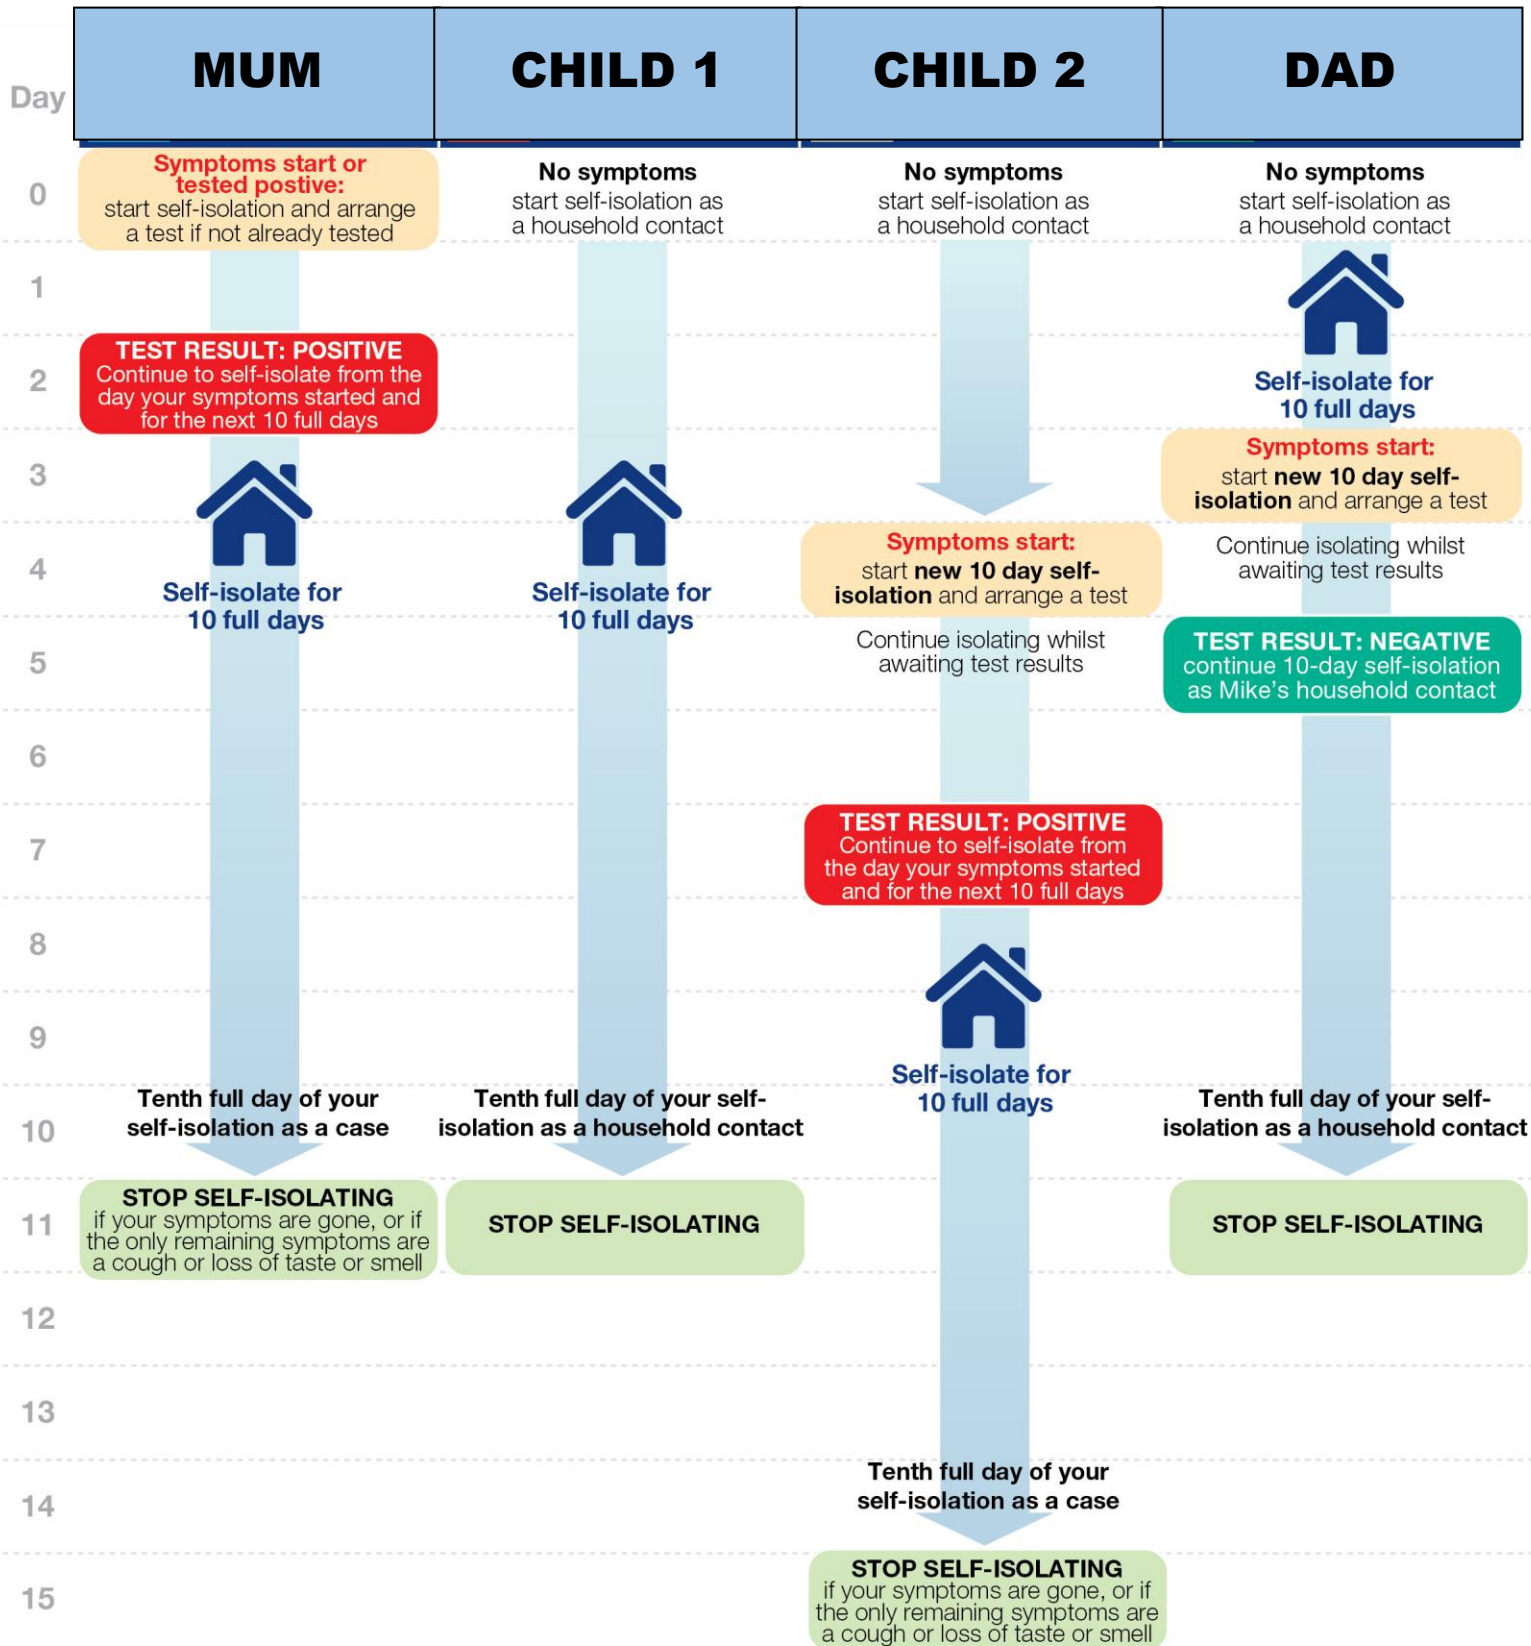 Day
MUM
CHILD 1
CHILD 2
DAD
0
Symptoms start or
tested postive:
start self-isolation and arrange
a test if not already tested
No symptoms
start self-isolation as
a household contact
No symptoms
start self-isolation as
a household contact
No symptoms
start self-isolation as
a household contact
1
2
TEST RESULT: POSITIVE
Continue to self-isolate from the
day your symptoms started and
for the next 10 full days
Self-isolate for
10 full days
3
Symptoms start:
start new 10 day self-
isolation and arrange a test
4
Self-isolate for
10 full days
Self-isolate for
10 full days
Symptoms start:
start new 10 day self-
isolation and arrange a test
Continue isolating whilst
awaiting test results
5
Continue isolating whilst
awaiting test results
TEST RESULT: NEGATIVE
continue 10-day self-isolation
as Mike's household contact
6
7
TEST RESULT: POSITIVE
Continue to self-isolate from
the day your symptoms started
and for the next 10 full days
8
9
Self-isolate for
10 full days
10
Tenth full day of your
self-isolation as a case
Tenth full day of your self-
isolation as a household contact
Tenth full day of your self-
isolation as a household contact
11
STOP SELF-ISOLATING
if your symptoms are gone, or if
the only remaining symptoms are
a cough or loss of taste or smell
STOP SELF-ISOLATING
STOP SELF-ISOLATING
12
13
14
Tenth full day of your
self-isolation as a case
15
STOP SELF-ISOLATING
if your symptoms are gone, or if
the only remaining symptoms are
a cough or loss of taste or smell